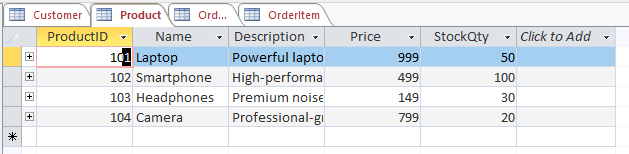 Customer Product Ord... OrderItem
ProductID Name Description Price StockQty Click to Add
101 Laptop Powerful lapto 999 50
102 Smartphone High-performa 499 100
103 Headphones Premium noise 149 30
104 Camera Professional-gr 799 20